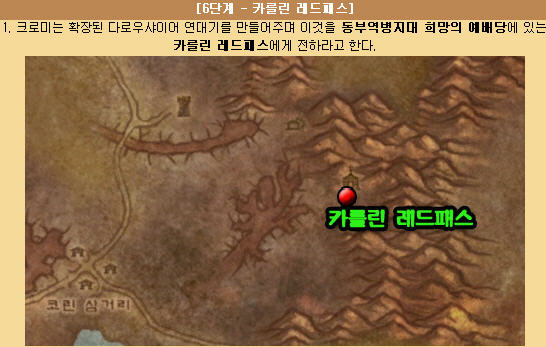 [6단계 - 카를린 레드패스]
1. 크로미는 확장된 다로우샤이어 연대기를 만들어주며 이것을 동부역병지대 희망의 예배당에 있는
카를린 레드패스에게 전하라고 한다.
카를린 레드패스
코린 삼거리